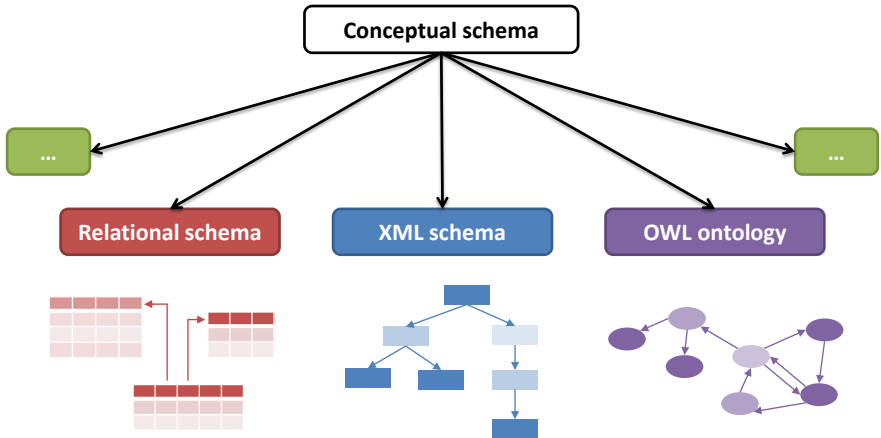 Conceptual schema
...
...
Relational schema
XML schema
OWL ontology